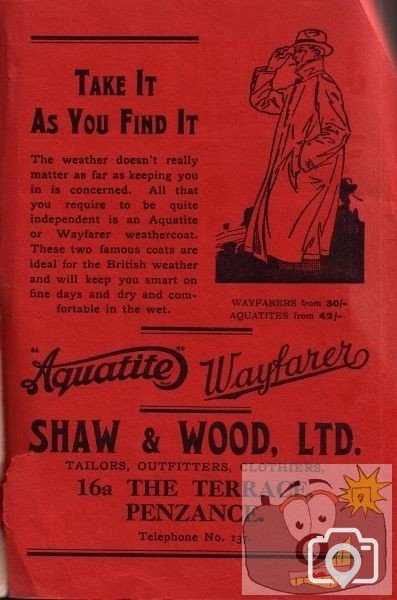 TAKE IT
AS YOU FIND IT
The weather doesn't really
matter as far as keeping you
in is concerned. All that
you require to be quite
independent is an Aquatite
or Wayfarer weathercoat.
These two famous coats are
ideal for the British weather
and will keep you smart on
fine days and dry and com-
fortable in the wet.
WAYFARERS from 30/-
AQUATITES from 42/-
"Aquatite" Wayfarer
SHAW & WOOD, LTD.
TAILORS, OUTFITTERS, CLOTHIERS,
16a THE TERRACE
PENZANCE.
Telephone No. 137.